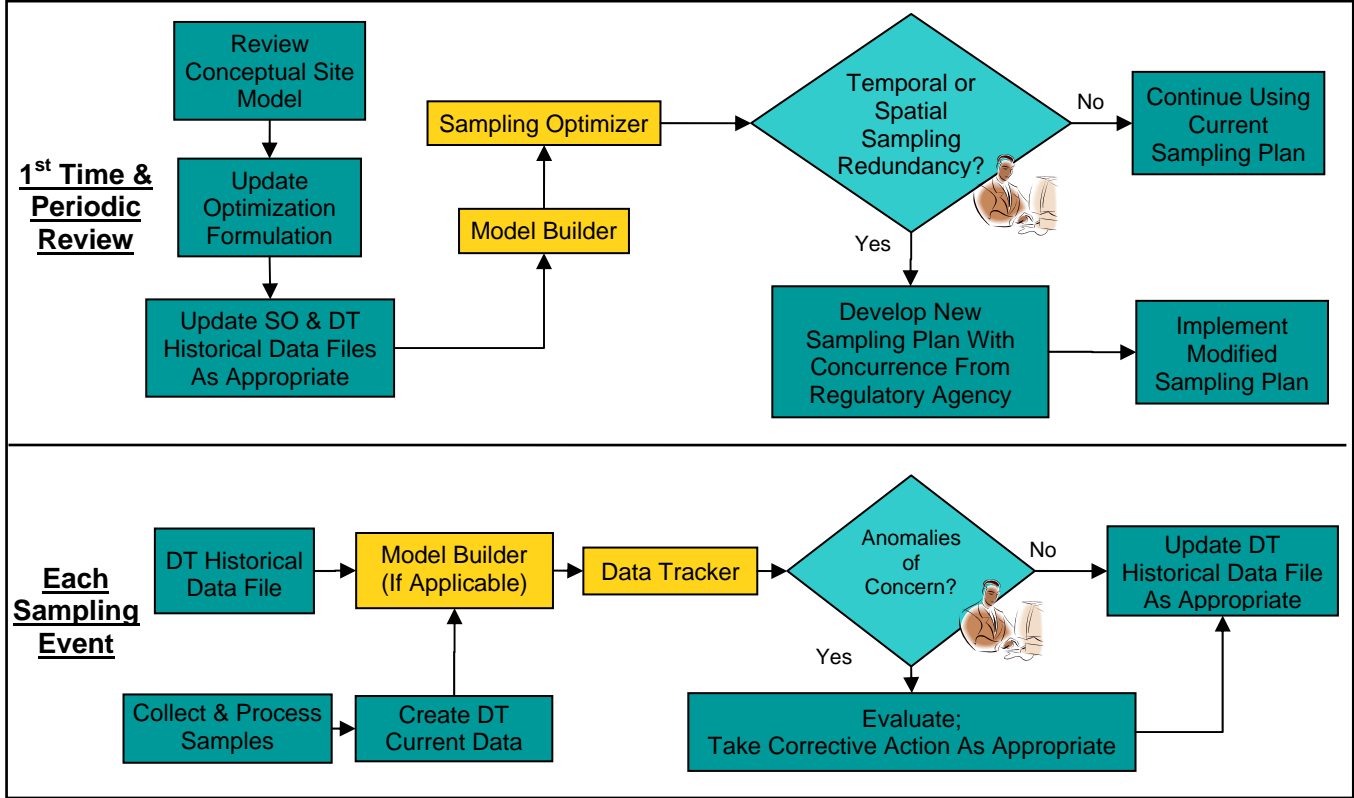 Review
Conceptual Site
Model
1st Time &
Periodic
Review
Update
Optimization
Formulation
Update SO & DT
Historical Data Files
As Appropriate
Model Builder
Sampling Optimizer
Temporal or
Spatial
Sampling
Redundancy?
No
Continue Using
Current
Sampling Plan
Yes
Develop New
Sampling Plan With
Concurrence From
Regulatory Agency
Implement
Modified
Sampling Plan
Each
Sampling
Event
DT Historical
Data File
Collect & Process
Samples
Create DT
Current Data
Model Builder
(If Applicable)
Data Tracker
Anomalies
of
Concern?
No
Update DT
Historical Data File
As Appropriate
Yes
Evaluate;
Take Corrective Action As Appropriate